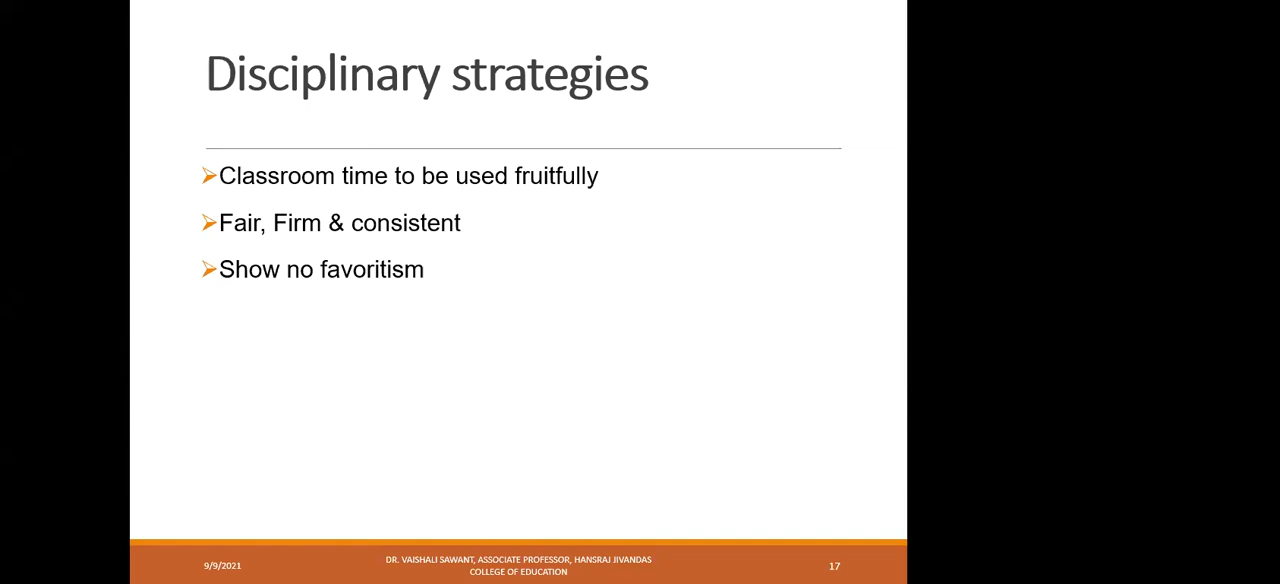 Disciplinary strategies
Classroom time to be used fruitfully
Fair, Firm & consistent
Show no favoritism
9/9/2021
DR. VAISHALI SAWANT, ASSOCIATE PROFESSOR, HANSRAJ JIVANDAS
COLLEGE OF EDUCATION
17